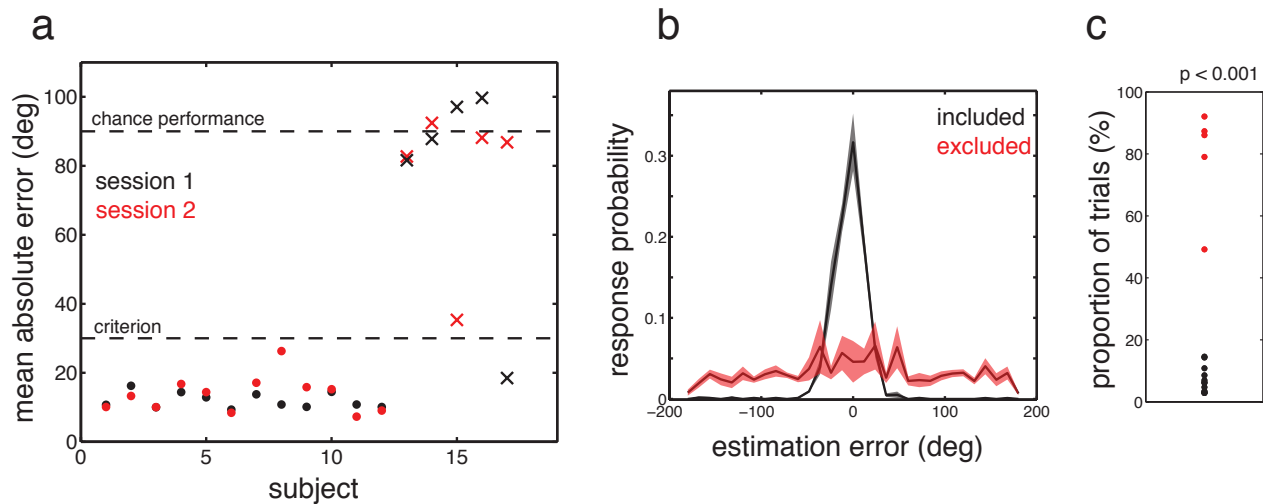 a
mean absolute error (deg)
100
80
60
40
20
0
chance performance
session 1
session 2
criterion
0
5
10
15
subject
b
response probability
0.3
0.2
0.1
0
included
excluded
−200
−100
0
100
200
estimation error (deg)
c
p < 0.001
proportion of trials (%)
100
80
60
40
20
0